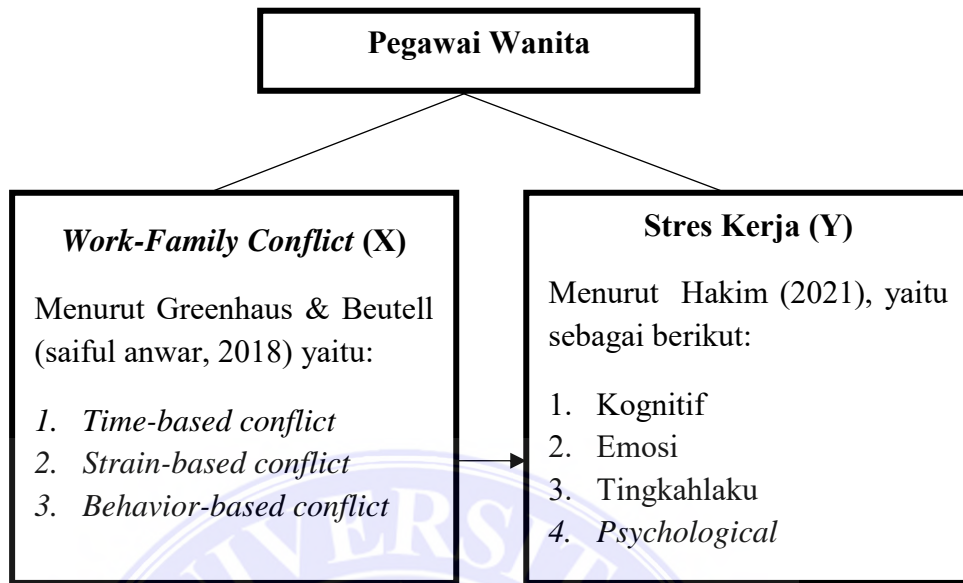 Pegawai Wanita
Work-Family Conflict (X)
Menurut Greenhaus & Beutell
(saiful anwar, 2018) yaitu:
1. Time-based conflict
2. Strain-based conflict
3. Behavior-based conflict
Stres Kerja (Y)
Menurut Hakim (2021), yaitu
sebagai berikut:
1. Kognitif
2. Emosi
3. Tingkahlaku
4. Psychological
IVERSIT